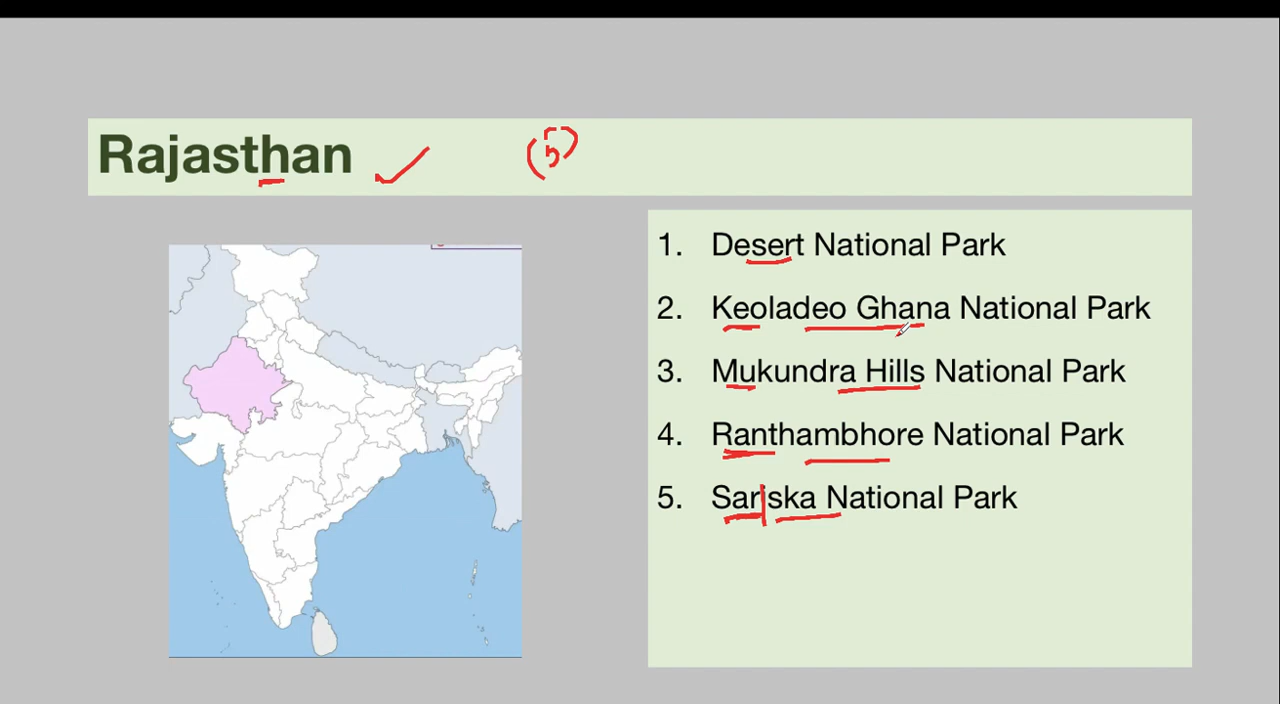 Rajasthan (5)
1. Desert National Park
2. Keoladeo Ghana National Park
3. Mukundra Hills National Park
4. Ranthambhore National Park
5. Sariska National Park